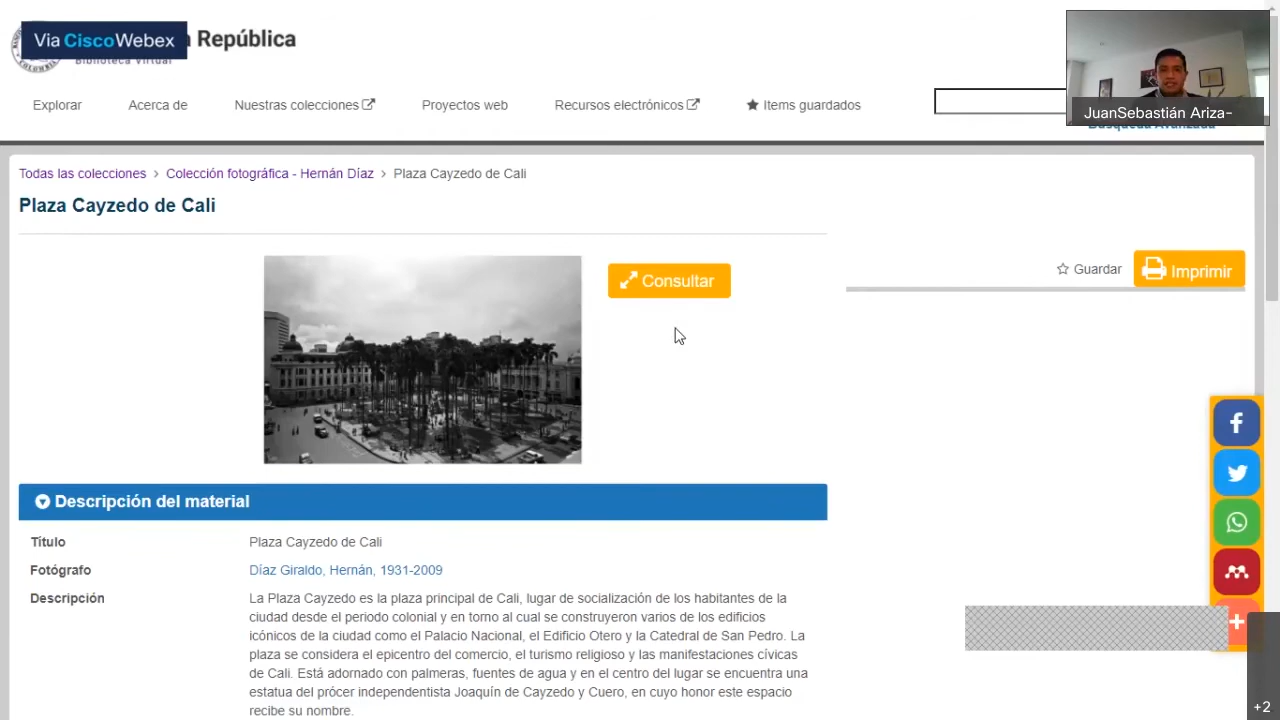 Via Cisco Webex
República
Biblioteca Virtual
Explorar
Acerca de
Nuestras colecciones
Proyectos web
Recursos electrónicos
Items guardados
JuanSebastián Ariza-
Búsqueda Avanzada
Todas las colecciones > Colección fotográfica - Hernán Díaz > Plaza Cayzedo de Cali
Plaza Cayzedo de Cali
Consultar
Guardar
Imprimir
Descripción del material
Título Plaza Cayzedo de Cali
Fotógrafo Díaz Giraldo, Hernán, 1931-2009
Descripción La Plaza Cayzedo es la plaza principal de Cali, lugar de socialización de los habitantes de la
ciudad desde el periodo colonial y en torno al cual se construyeron varios de los edificios
icónicos de la ciudad como el Palacio Nacional, el Edificio Otero y la Catedral de San Pedro. La
plaza se considera el epicentro del comercio, el turismo religioso y las manifestaciones cívicas
de Cali. Está adornado con palmeras, fuentes de agua y en el centro del lugar se encuentra una
estatua del prócer independentista Joaquín de Cayzedo y Cuero, en cuyo honor este espacio
recibe su nombre.
+2